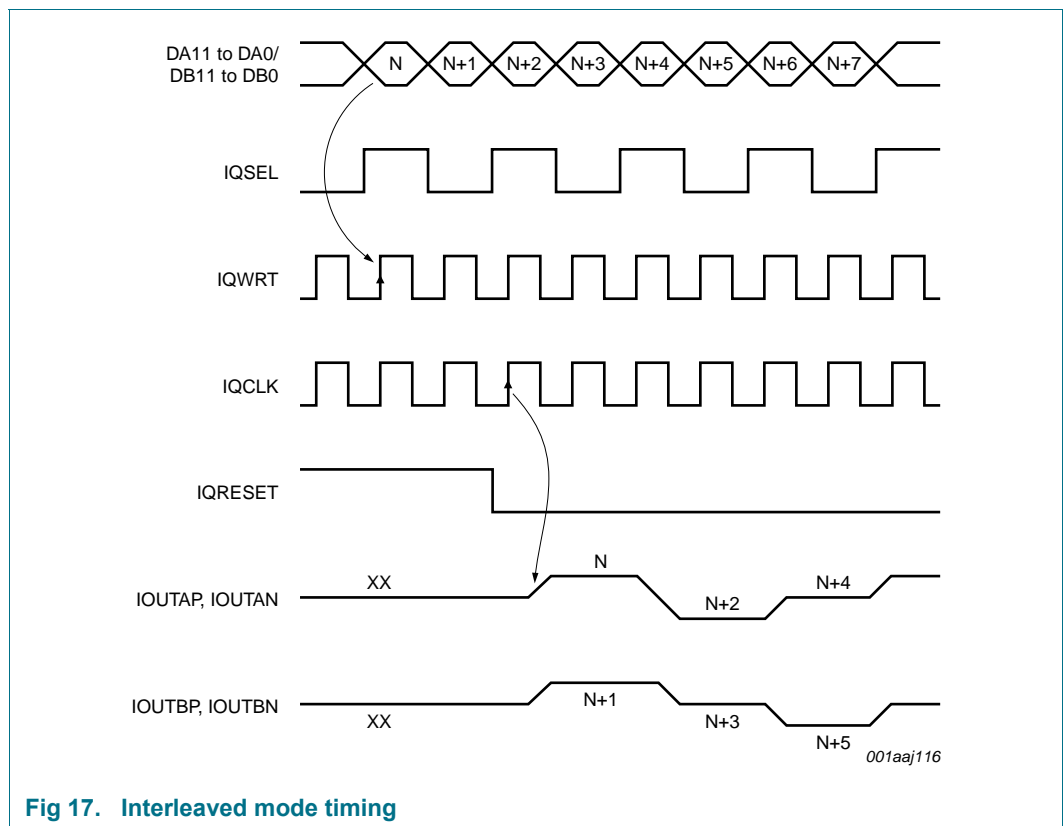 DA11 to DA0/
DB11 to DB0
N N+1 N+2 N+3 N+4 N+5 N+6 N+7
IQSEL
IQWRT
IQCLK
IQRESET
IOUTAP, IOUTAN
XX N N+2 N+4
IOUTBP, IOUTBN
XX N+1 N+3 N+5
001aaj116
Fig 17. Interleaved mode timing